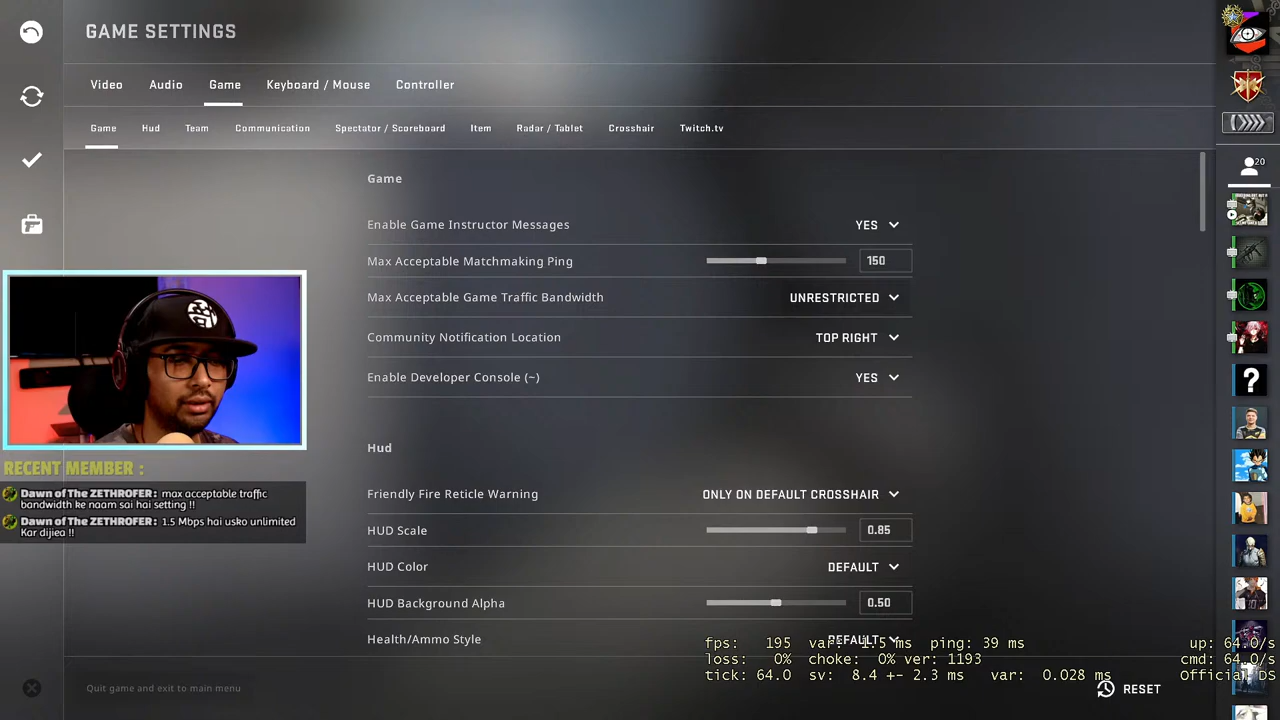 GAME SETTINGS
Video Audio Game Keyboard / Mouse Controller
Game Hud Team Communication Spectator / Scoreboard Item Radar / Tablet Crosshair Twitch.tv
20
Game
Enable Game Instructor Messages YES
Max Acceptable Matchmaking Ping 150
Max Acceptable Game Traffic Bandwidth UNRESTRICTED
Community Notification Location TOP RIGHT
Enable Developer Console (~) YES
Hud
Friendly Fire Reticle Warning ONLY ON DEFAULT CROSSHAIR
HUD Scale 0.85
HUD Color DEFAULT
HUD Background Alpha 0.50
Health/Ammo Style DEFAULT
RECENT MEMBER :
Dawn of The ZETHROFER : max acceptable traffic
bandwidth ke naam sai hai setting !!
Dawn of The ZETHROFER : 1.5 Mbps hai usko unlimited
Kar dijiea !!
fps: 195 var: 1.5 ms ping: 39 ms up: 64.0/s
loss: 0% choke: 0% ver: 1193 cmd: 64.0/s
tick: 64.0 sv: 8.4 +- 2.3 ms var: 0.028 ms Official DS
Quit game and exit to main menu
RESET